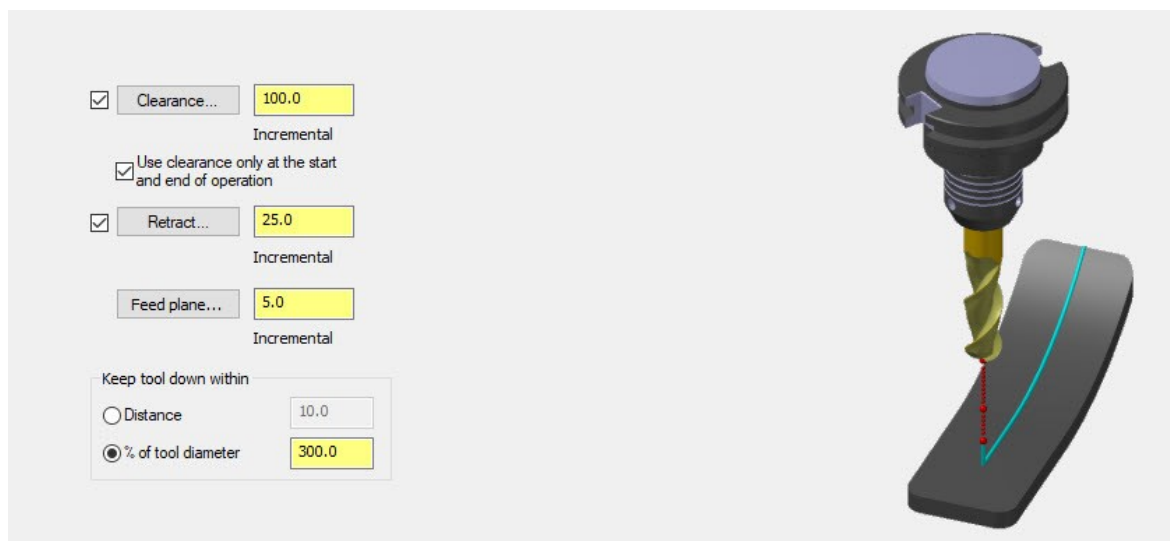 Clearance... 100.0
Incremental
Use clearance only at the start
and end of operation
Retract... 25.0
Incremental
Feed plane... 5.0
Incremental
Keep tool down within
Distance 10.0
% of tool diameter 300.0